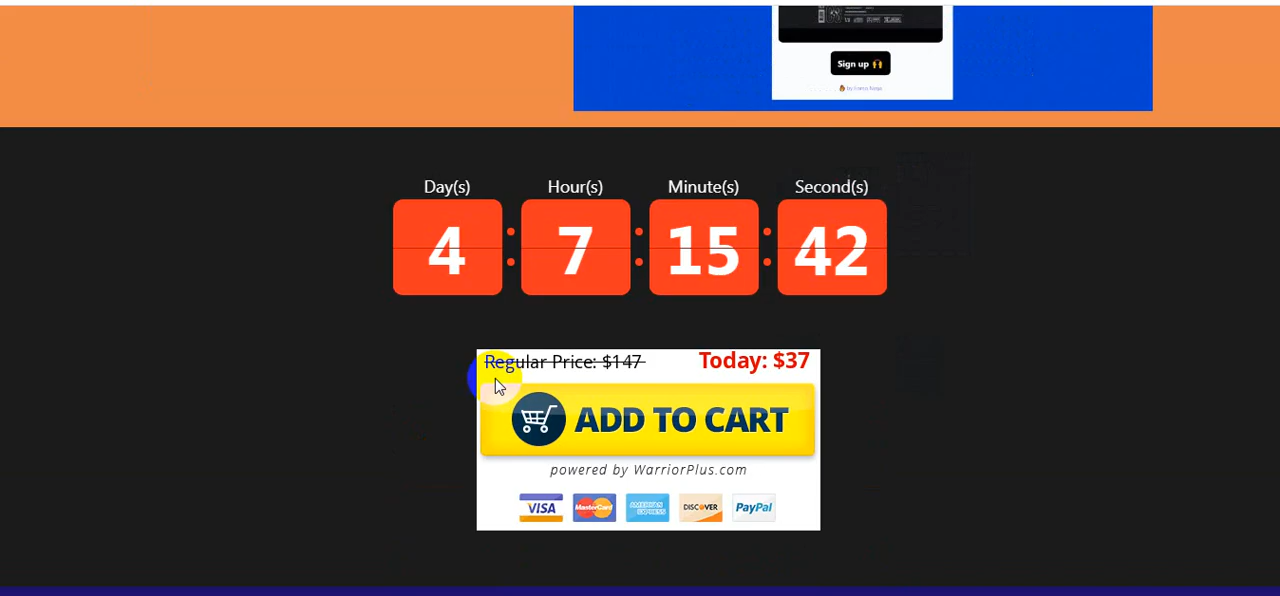 Sign up
Day(s) Hour(s) Minute(s) Second(s)
4 : 7 : 15 : 42
Regular Price: $147 Today: $37
ADD TO CART
powered by WarriorPlus.com
VISA MasterCard AMERICAN EXPRESS DISCOVER PayPal